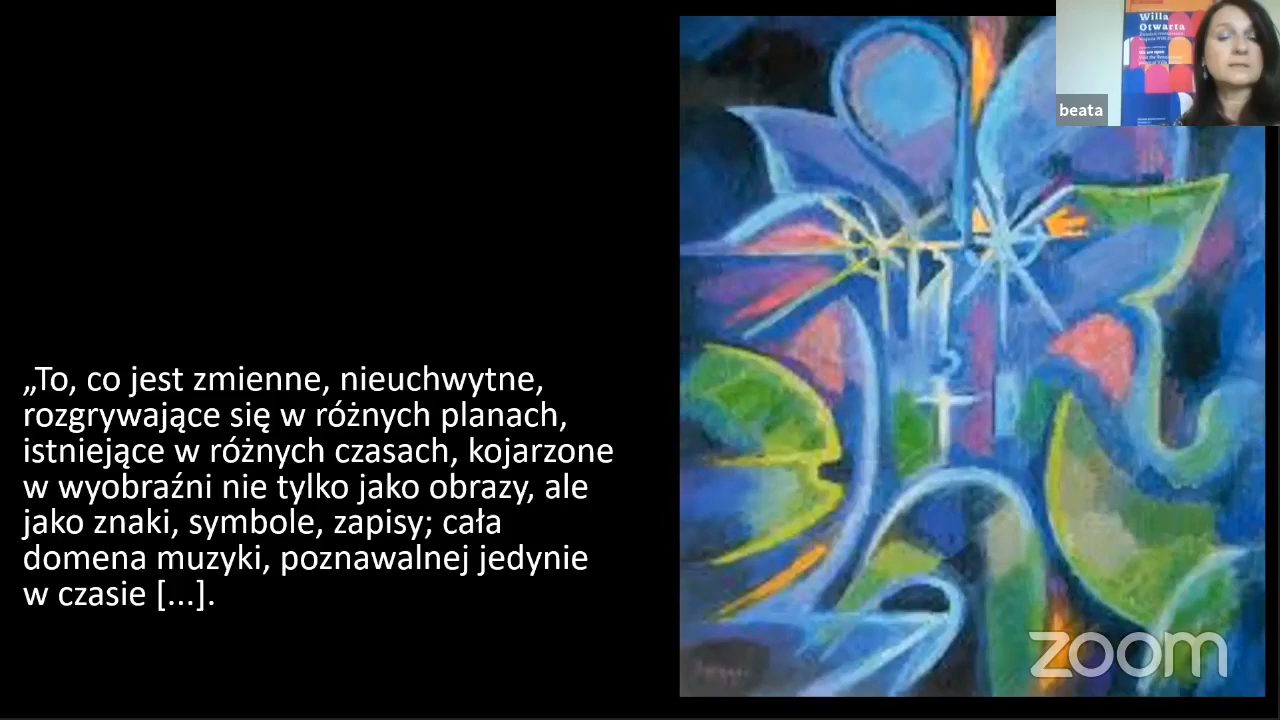 Willa
Otwarta
beata
„To, co jest zmienne, nieuchwytne,
rozgrywające się w różnych planach,
istniejące w różnych czasach, kojarzone
w wyobraźni nie tylko jako obrazy, ale
jako znaki, symbole, zapisy; cała
domena muzyki, poznawalnej jedynie
w czasie [...].
zoom